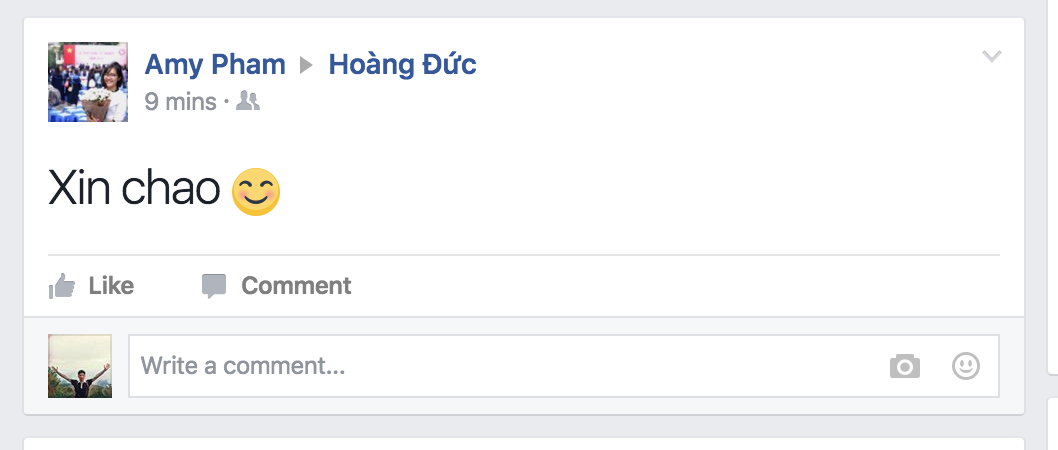 Amy Pham ▶ Hoàng Đức
9 mins ·
Xin chao 😊
Like Comment
Write a comment...